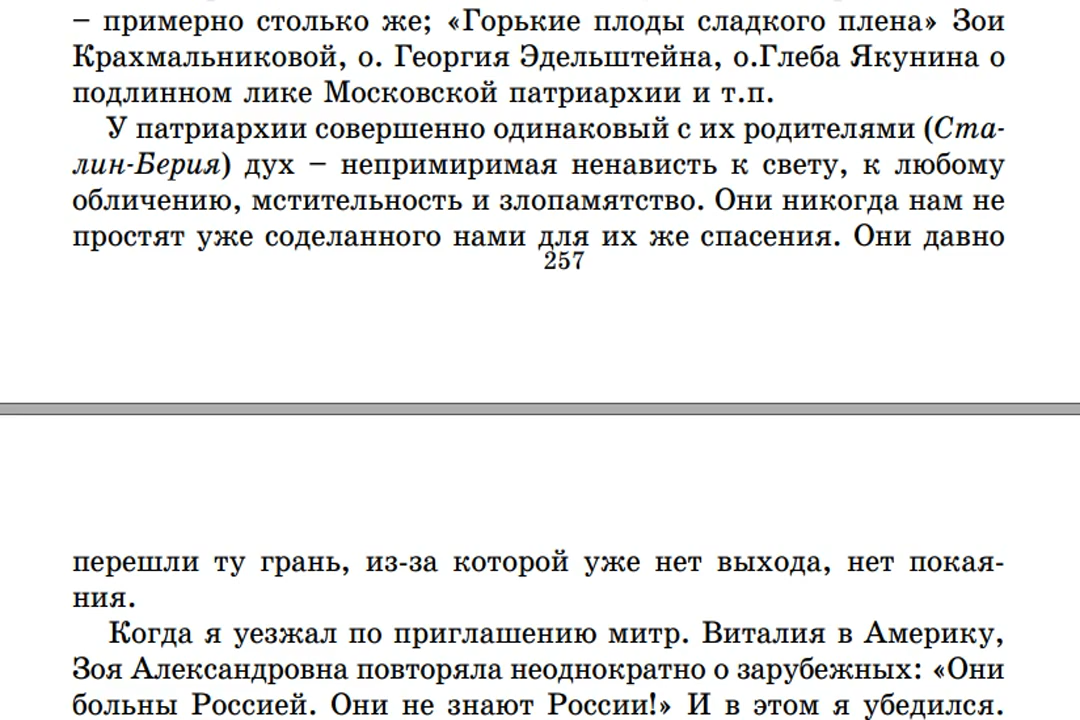 – примерно столько же; «Горькие плоды сладкого плена» Зои
Крахмальниковой, о. Георгия Эдельштейна, о.Глеба Якунина о
подлинном лике Московской патриархии и т.п.
У патриархии совершенно одинаковый с их родителями (Ста-
лин-Берия) дух – непримиримая ненависть к свету, к любому
обличению, мстительность и злопамятство. Они никогда нам не
простят уже соделанного нами для их же спасения. Они давно
257
перешли ту грань, из-за которой уже нет выхода, нет покая-
ния.
Когда я уезжал по приглашению митр. Виталия в Америку,
Зоя Александровна повторяла неоднократно о зарубежных: «Они
больны Россией. Они не знают России!» И в этом я убедился.